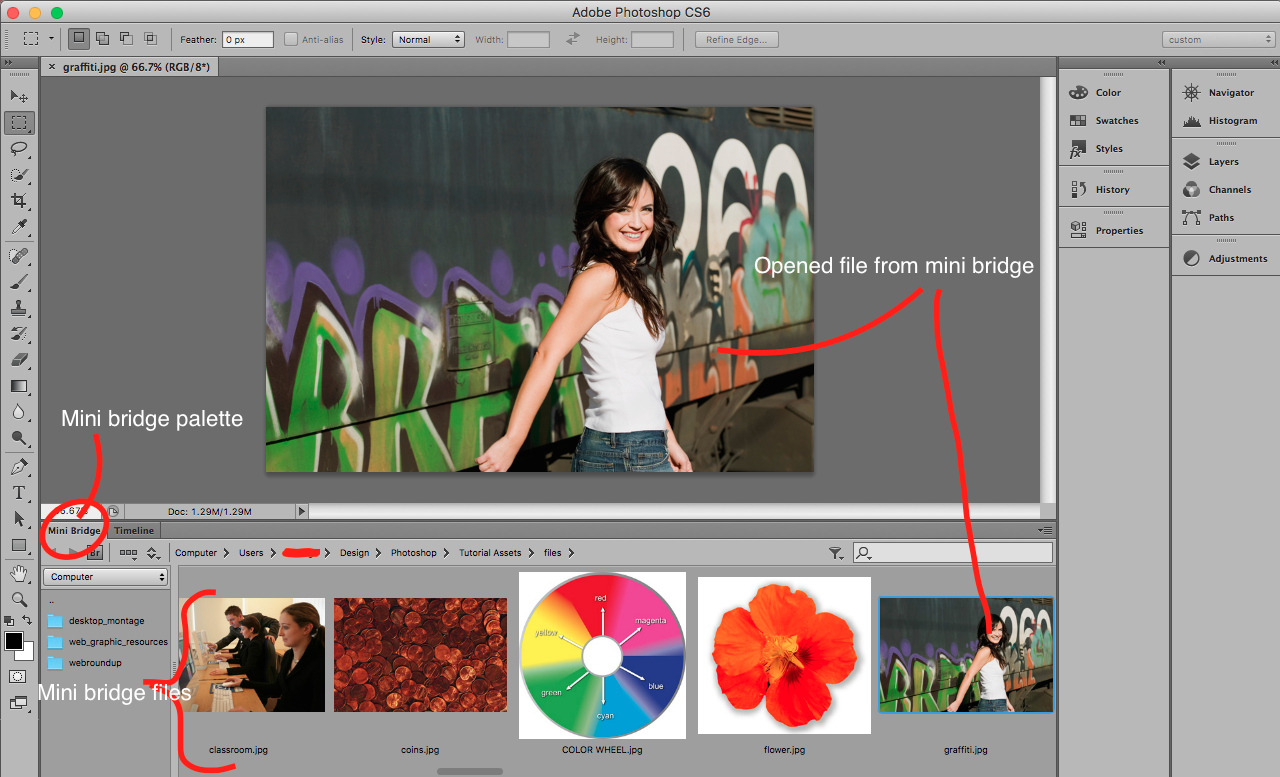 Adobe Photoshop CS6
Feather: 0 px Anti-alias Style: Normal Width: Height: Refine Edge... custom
× graffiti.jpg @ 66.7% (RGB/8*)
Color
Swatches
Styles
History
Properties
Navigator
Histogram
Layers
Channels
Paths
Adjustments
260
Opened file from mini bridge
Mini bridge palette
Doc: 1.29M/1.29M
Mini Bridge Timeline
Br
Computer > Users > Design > Photoshop > Tutorial Assets > files >
Computer
..
desktop_montage
web_graphic_resources
webroundup
Mini bridge files
red
magenta
blue
cyan
green
yellow
classroom.jpg
coins.jpg
COLOR WHEEL.jpg
flower.jpg
graffiti.jpg